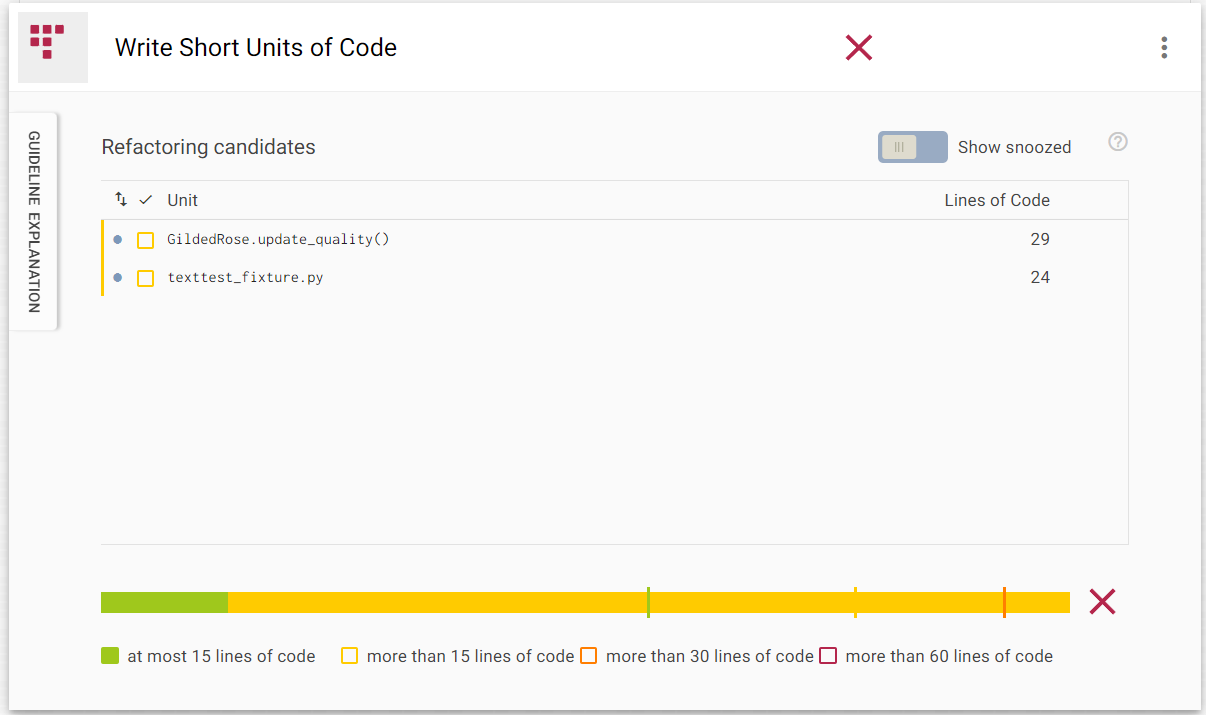 Write Short Units of Code
GUIDELINE EXPLANATION
Refactoring candidates
Show snoozed
?
Unit Lines of Code
GildedRose.update_quality() 29
texttest_fixture.py 24
at most 15 lines of code more than 15 lines of code more than 30 lines of code more than 60 lines of code